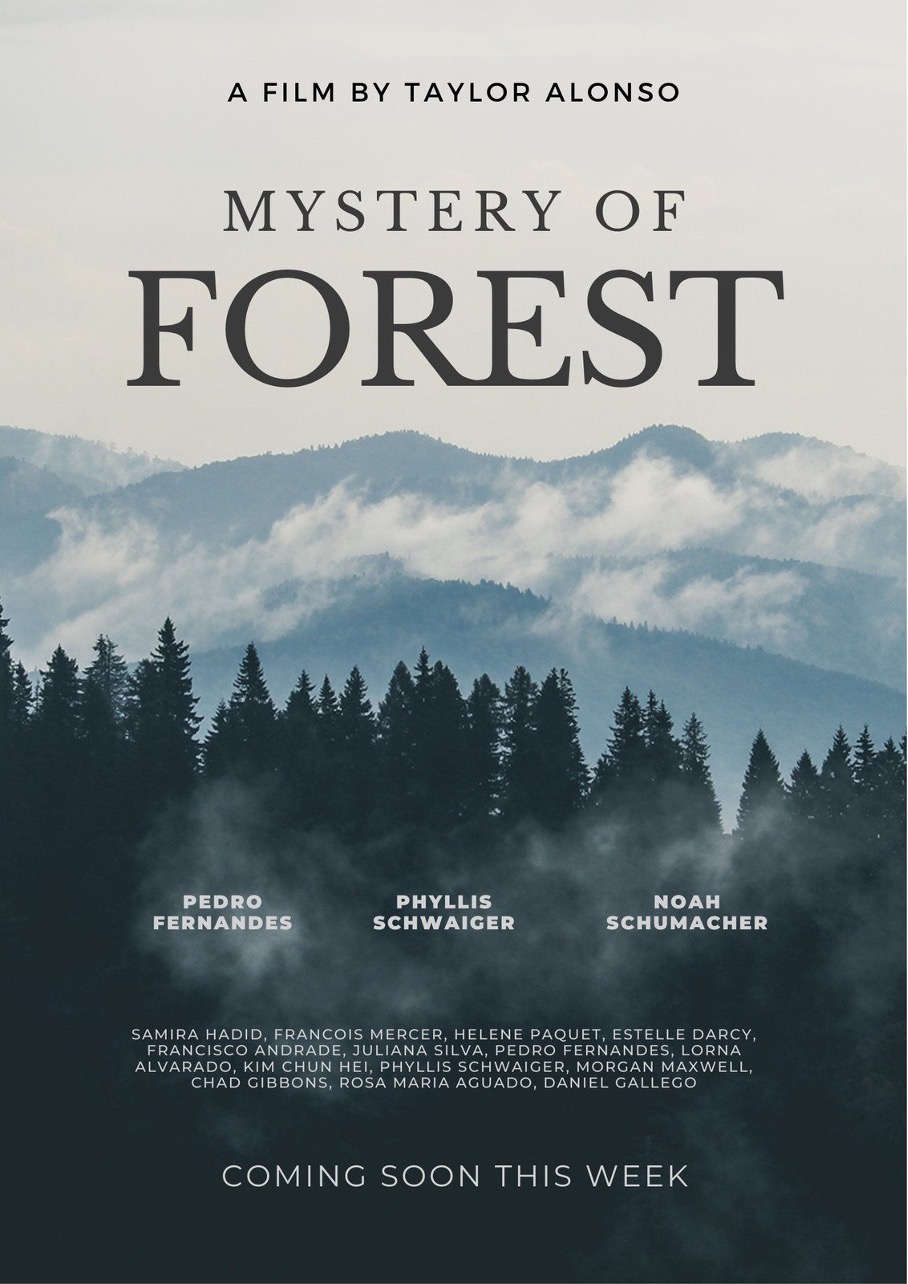 A FILM BY TAYLOR ALONSO
MYSTERY OF
FOREST
PEDRO
FERNANDES
PHYLLIS
SCHWAIGER
NOAH
SCHUMACHER
SAMIRA HADID, FRANCOIS MERCER, HELENE PAQUET, ESTELLE DARCY,
FRANCISCO ANDRADE, JULIANA SILVA, PEDRO FERNANDES, LORNA
ALVARADO, KIM CHUN HEI, PHYLLIS SCHWAIGER, MORGAN MAXWELL,
CHAD GIBBONS, ROSA MARIA AGUADO, DANIEL GALLEGO
COMING SOON THIS WEEK